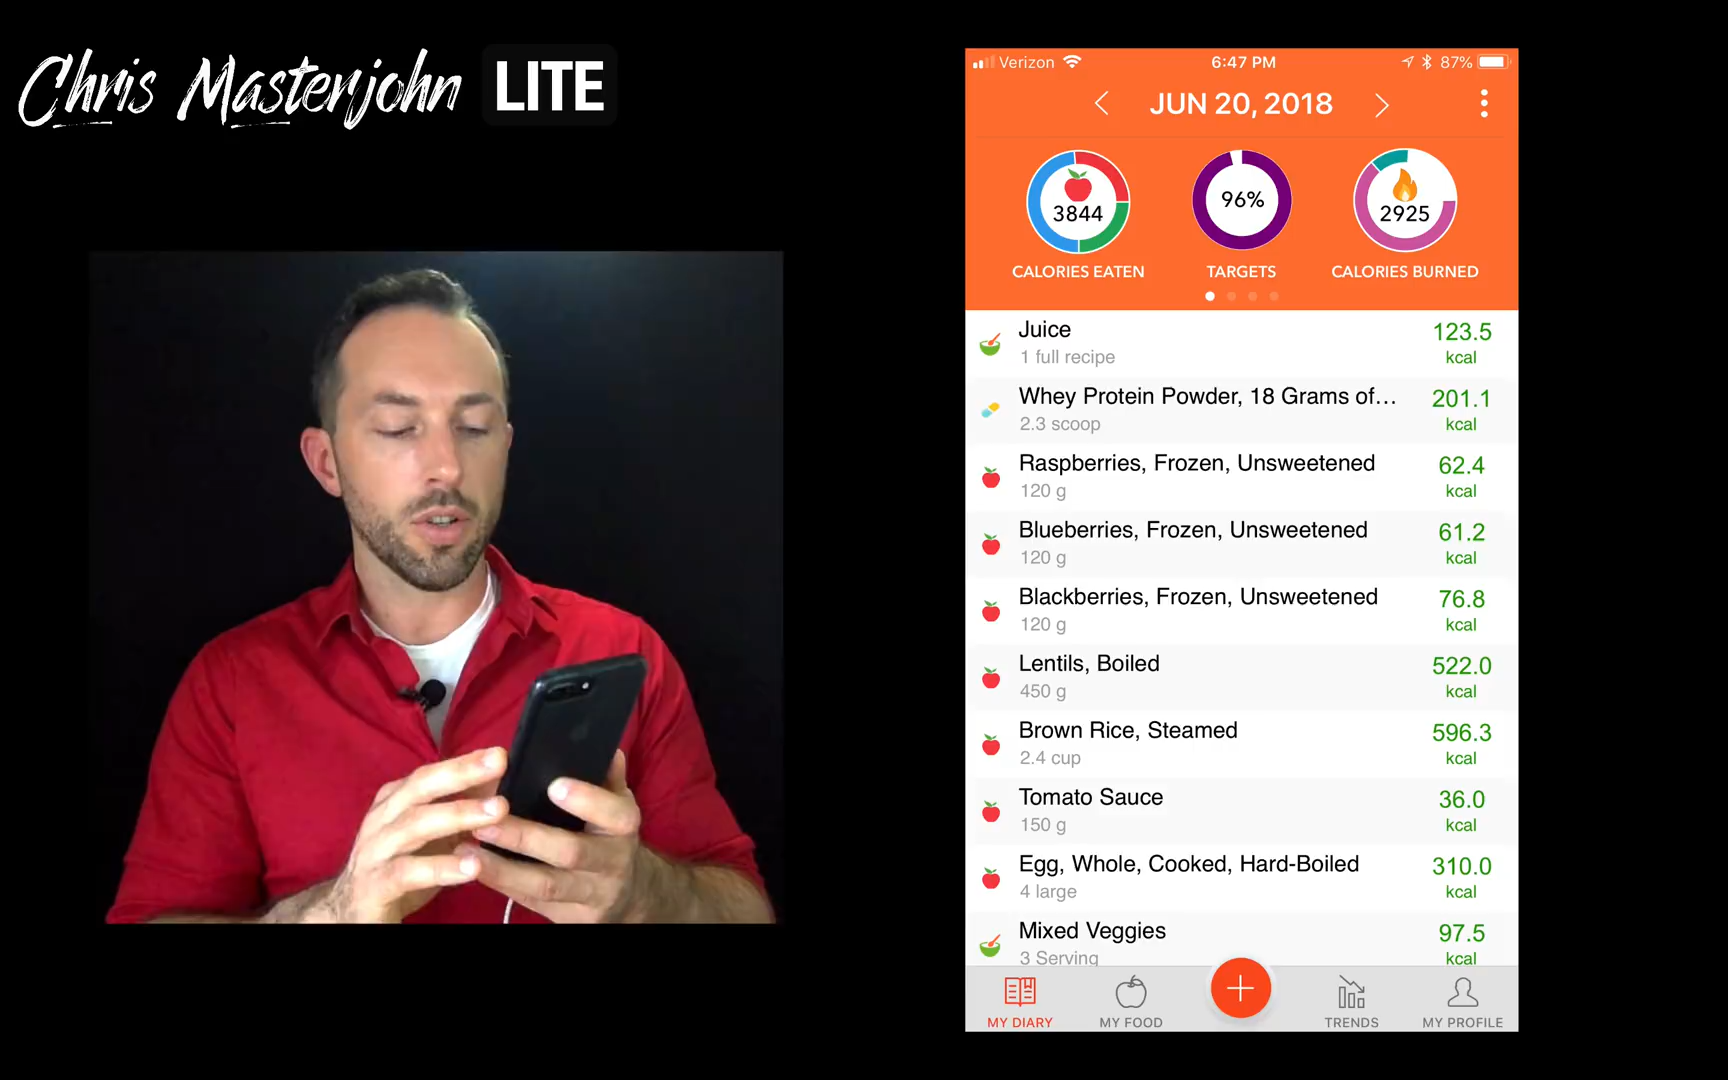 Chris Masterjohn LITE
Verizon 6:47 PM 87%
JUN 20, 2018
3844 96% 2925
CALORIES EATEN TARGETS CALORIES BURNED
Juice 123.5
1 full recipe kcal
Whey Protein Powder, 18 Grams of... 201.1
2.3 scoop kcal
Raspberries, Frozen, Unsweetened 62.4
120 g kcal
Blueberries, Frozen, Unsweetened 61.2
120 g kcal
Blackberries, Frozen, Unsweetened 76.8
120 g kcal
Lentils, Boiled 522.0
450 g kcal
Brown Rice, Steamed 596.3
2.4 cup kcal
Tomato Sauce 36.0
150 g kcal
Egg, Whole, Cooked, Hard-Boiled 310.0
4 large kcal
Mixed Veggies 97.5
3 Serving kcal
MY DIARY MY FOOD TRENDS MY PROFILE